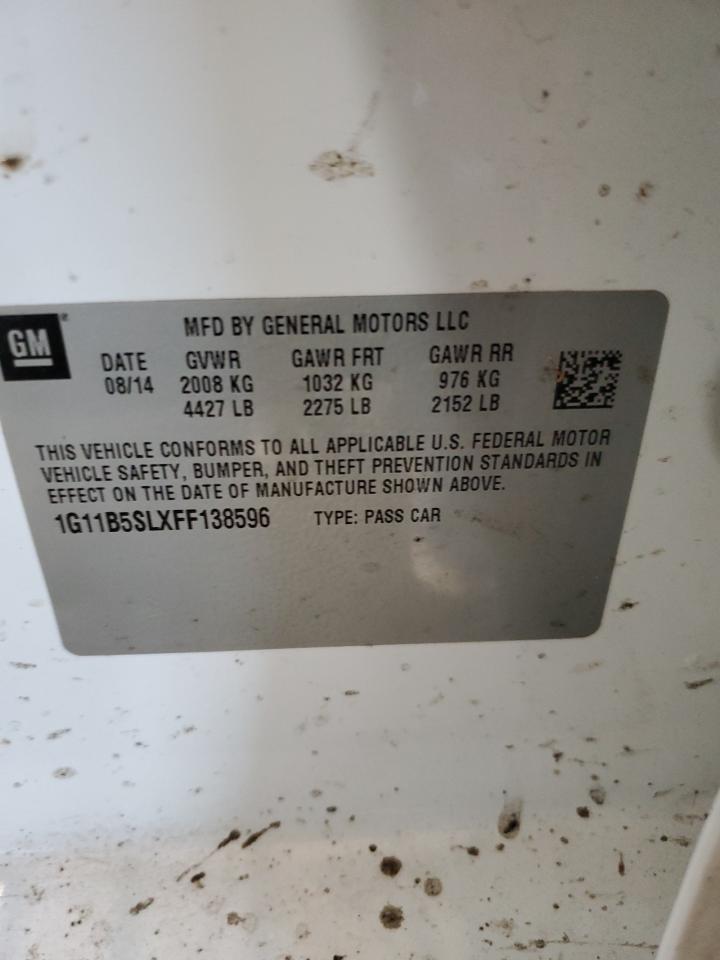 GM
MFD BY GENERAL MOTORS LLC
DATE GVWR GAWR FRT GAWR RR
08/14 2008 KG 1032 KG 976 KG
4427 LB 2275 LB 2152 LB
THIS VEHICLE CONFORMS TO ALL APPLICABLE U.S. FEDERAL MOTOR
VEHICLE SAFETY, BUMPER, AND THEFT PREVENTION STANDARDS IN
EFFECT ON THE DATE OF MANUFACTURE SHOWN ABOVE.
1G11B5SLXFF138596 TYPE: PASS CAR